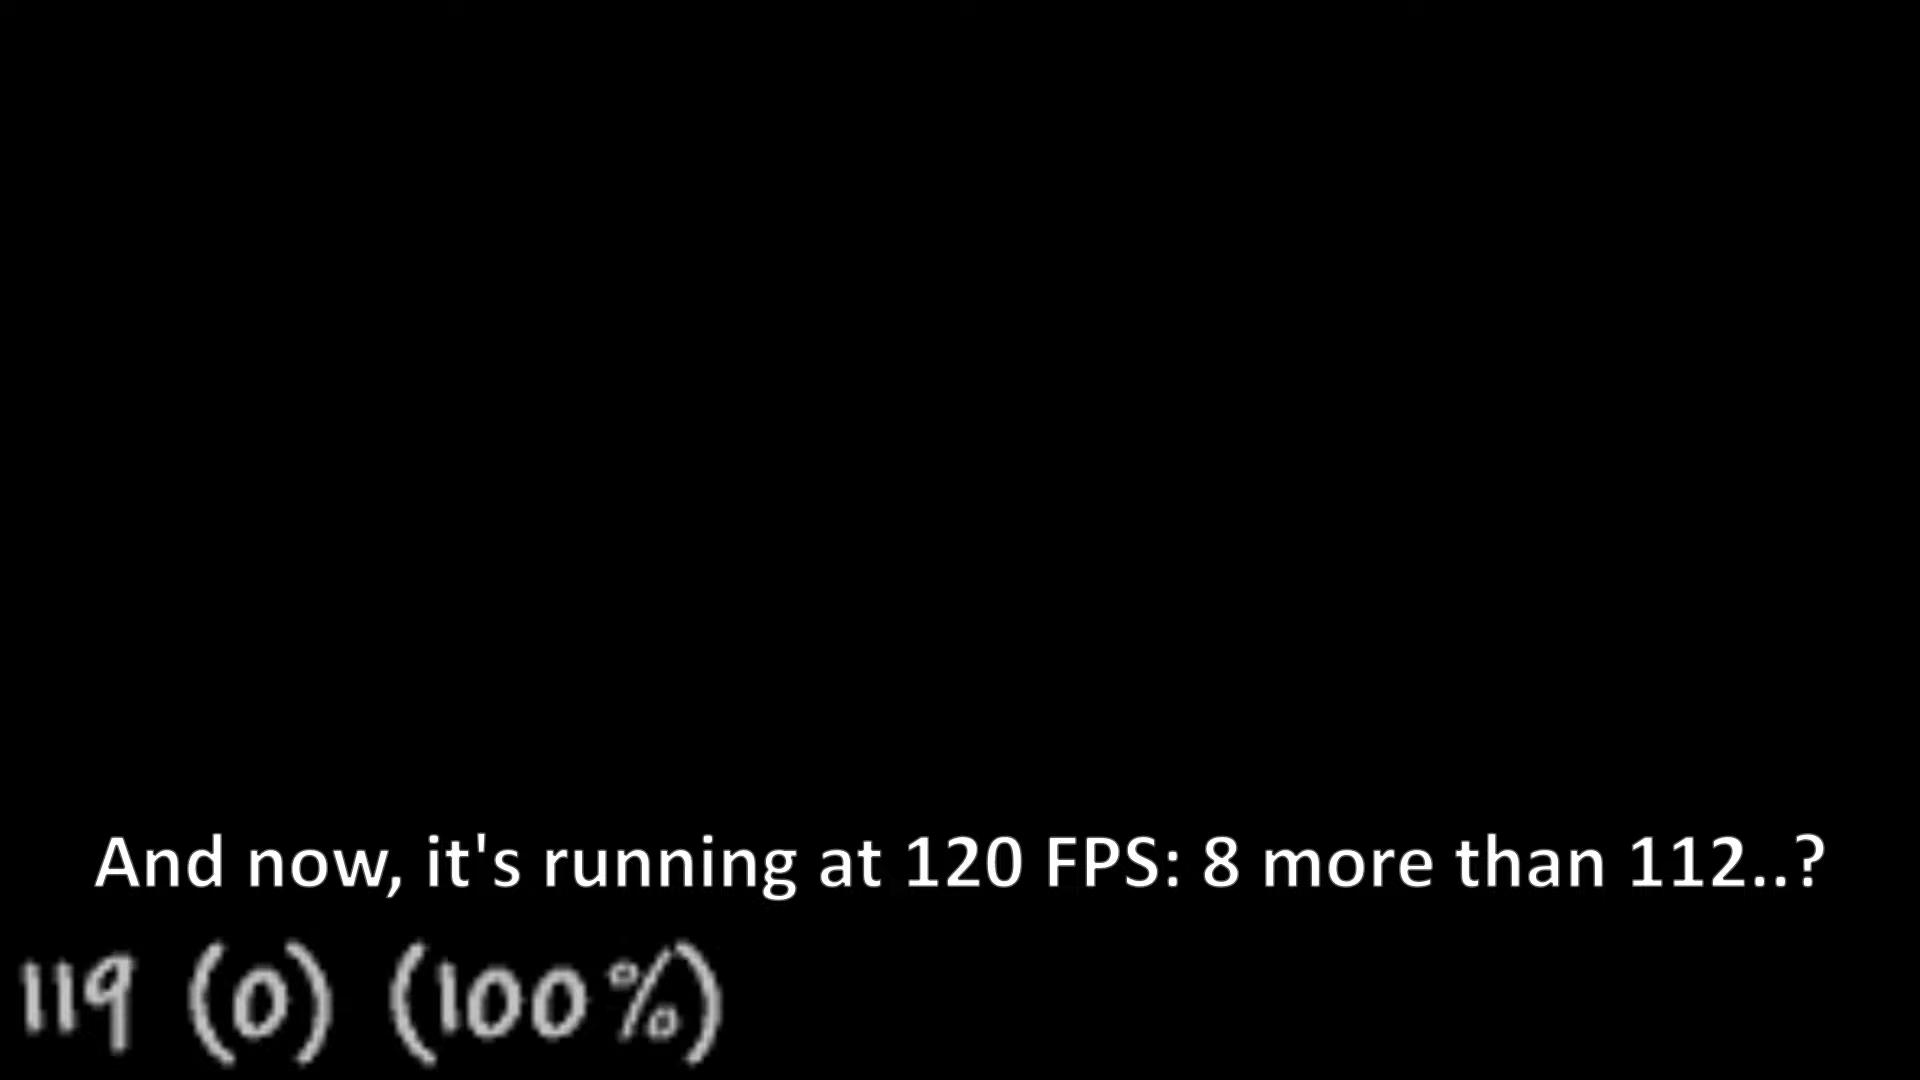 And now, it's running at 120 FPS: 8 more than 112..?
119 (0) (100%)